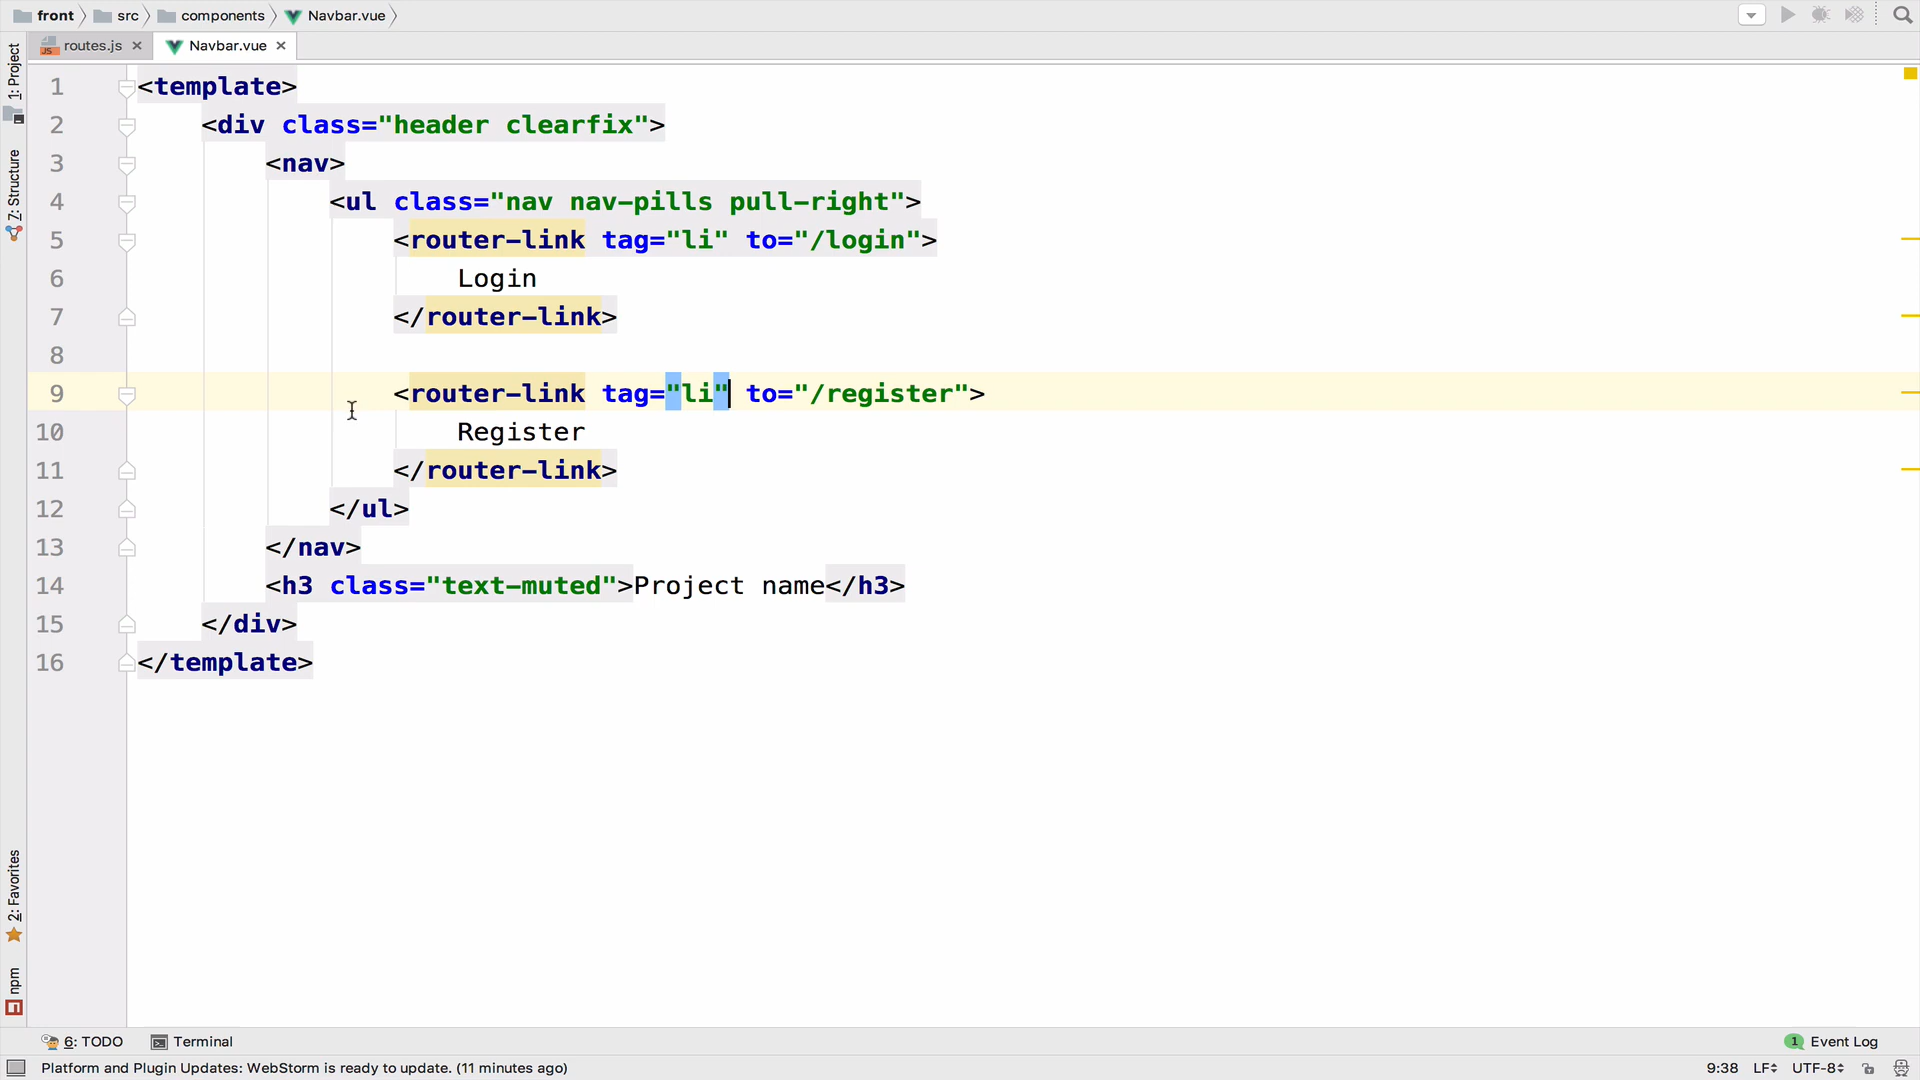 front src components Navbar.vue
routes.js Navbar.vue
1: Project
7: Structure
2: Favorites
npm
1 <template>
2 <div class="header clearfix">
3 <nav>
4 <ul class="nav nav-pills pull-right">
5 <router-link tag="li" to="/login">
6 Login
7 </router-link>
8
9 <router-link tag="li" to="/register">
10 Register
11 </router-link>
12 </ul>
13 </nav>
14 <h3 class="text-muted">Project name</h3>
15 </div>
16 </template>
6: TODO Terminal 1 Event Log
Platform and Plugin Updates: WebStorm is ready to update. (11 minutes ago) 9:38 LF UTF-8